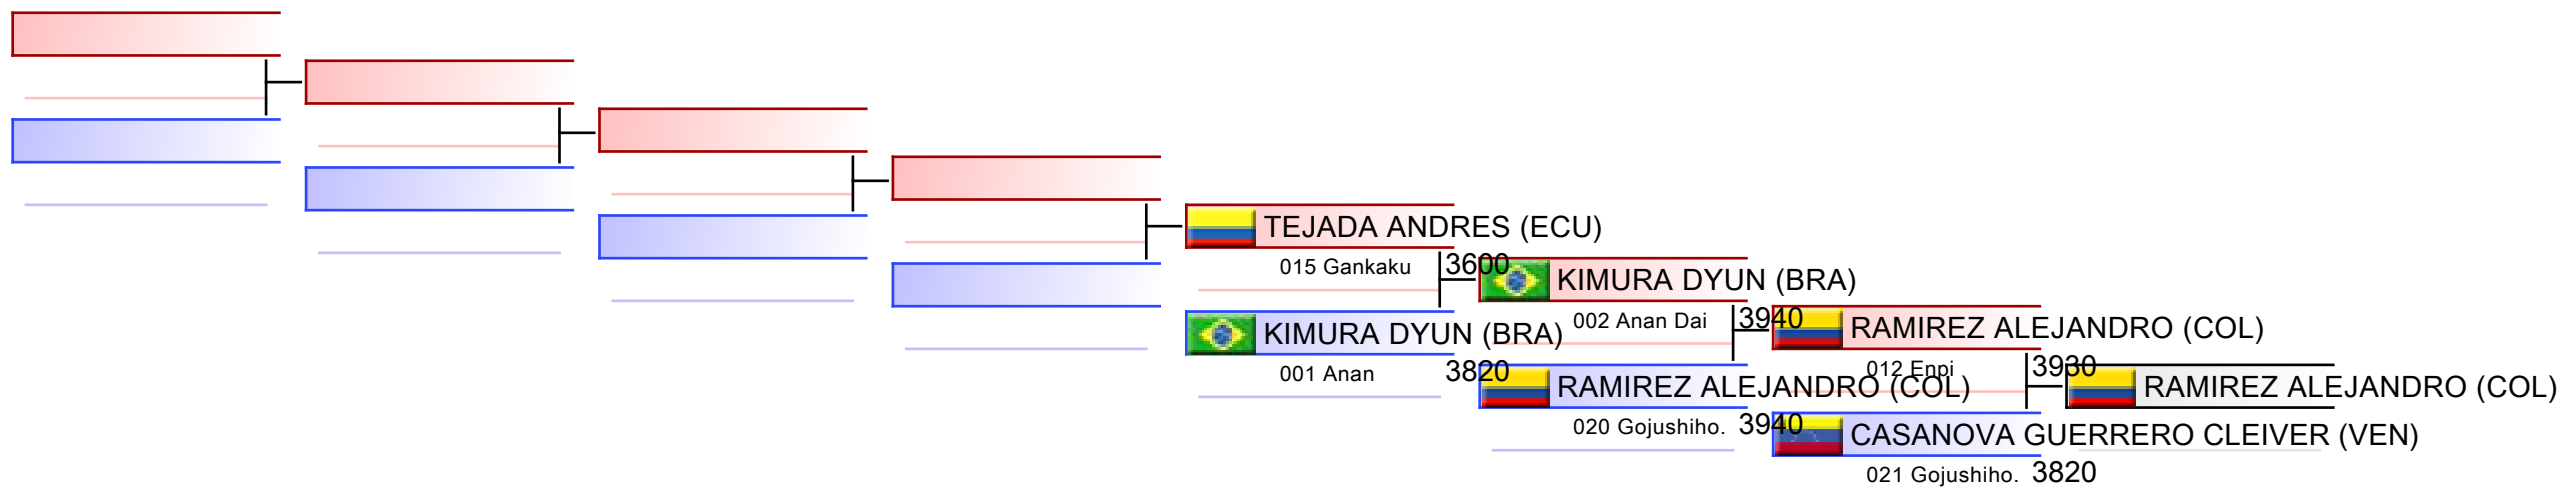 TEJADA ANDRES (ECU)
015 Gankaku 3600
KIMURA DYUN (BRA)
001 Anan 3820
KIMURA DYUN (BRA)
002 Anan Dai 3940
RAMIREZ ALEJANDRO (COL)
020 Gojushiho. 3940
RAMIREZ ALEJANDRO (COL)
012 Enpi 3930
CASANOVA GUERRERO CLEIVER (VEN)
021 Gojushiho. 3820
RAMIREZ ALEJANDRO (COL)